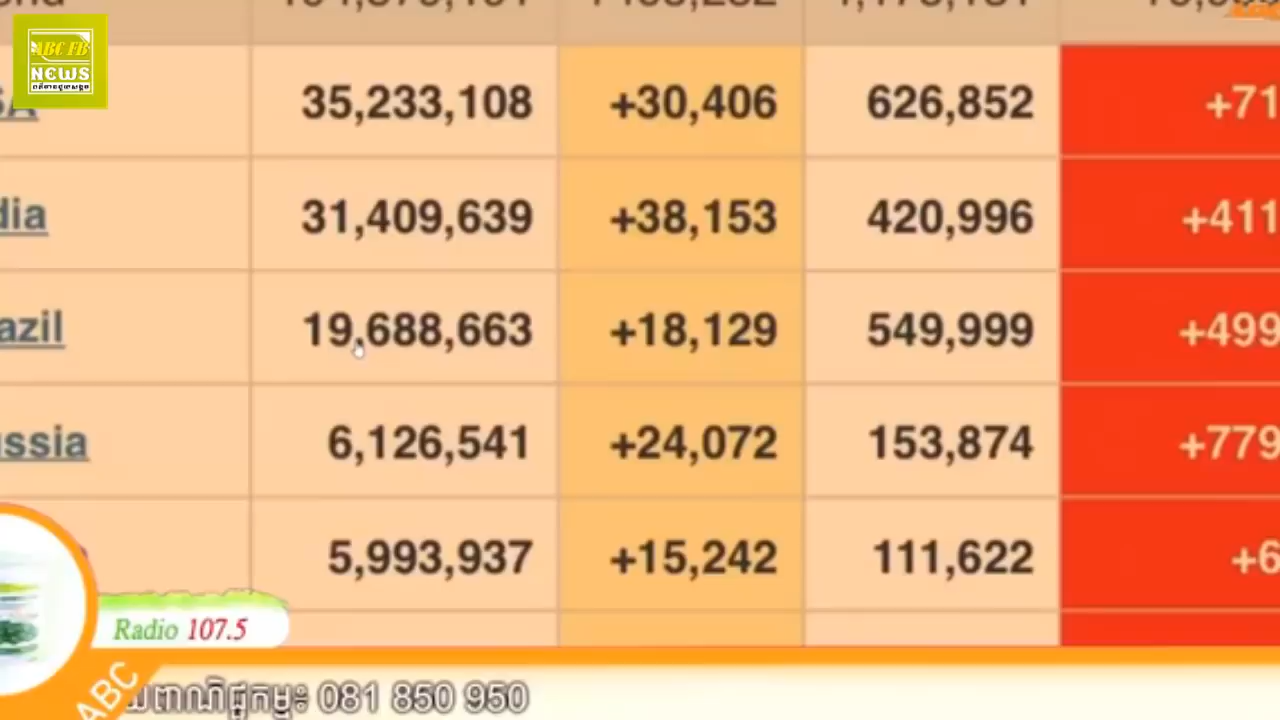 ABC FB
NEWS
SA 35,233,108 +30,406 626,852 +71
dia 31,409,639 +38,153 420,996 +411
azil 19,688,663 +18,129 549,999 +499
ussia 6,126,541 +24,072 153,874 +779
5,993,937 +15,242 111,622 +6
Radio 107.5
ABC
ពាណិជ្ជកម្ម៖ 081 850 950